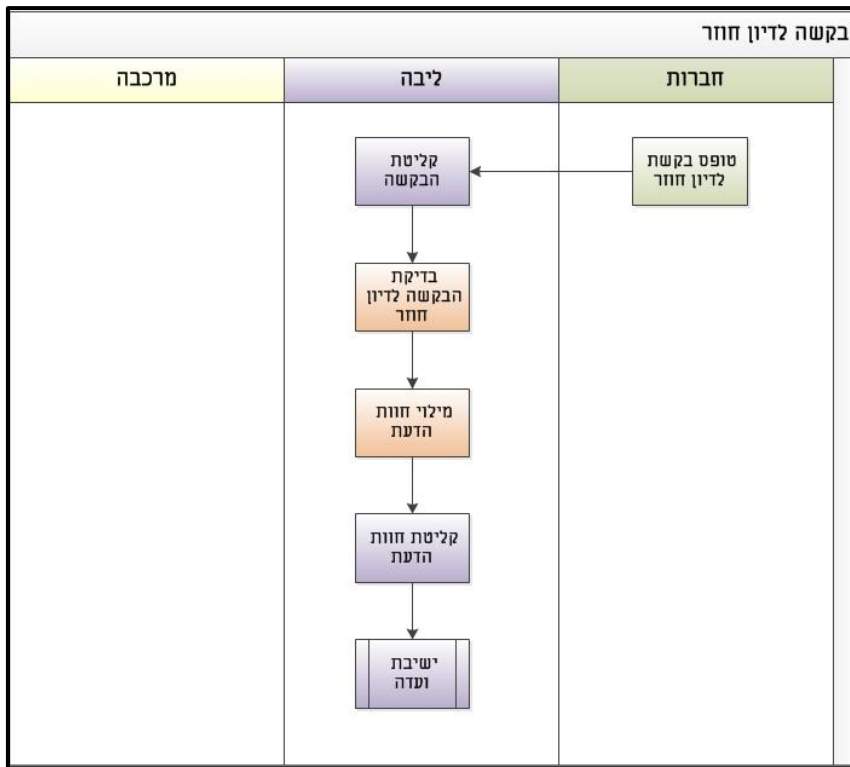 בקשה לדיון חוזר
חברות
ליבה
מרכבה
טופס בקשת
לדיון חוזר
קליטת
הבקשה
בדיקת
הבקשה לדיון
חוזר
מילוי חוות
הדעת
קליטת חוות
הדעת
ישיבת
ועדה